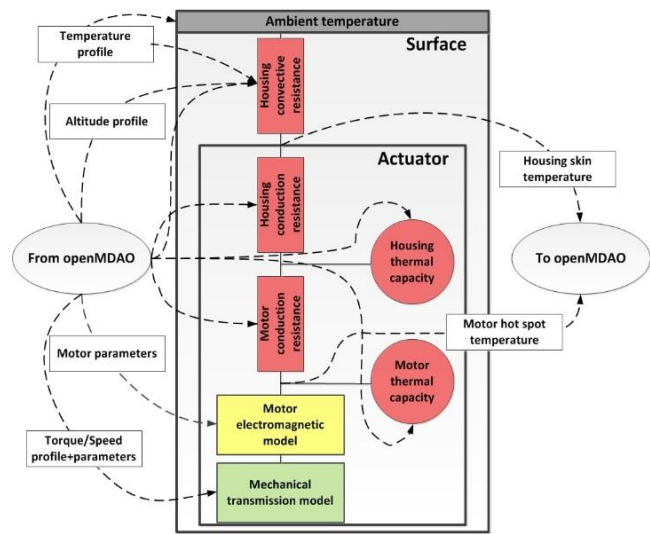 Ambient temperature
Surface
Temperature
profile
Housing
convective
resistance
Altitude profile
Actuator
Housing skin
temperature
Housing
conduction
resistance
From openMDAO
Housing
thermal
capacity
To openMDAO
Motor
conduction
resistance
Motor hot spot
temperature
Motor parameters
Motor
thermal
capacity
Motor
electromagnetic
model
Torque/Speed
profile+parameters
Mechanical
transmission model